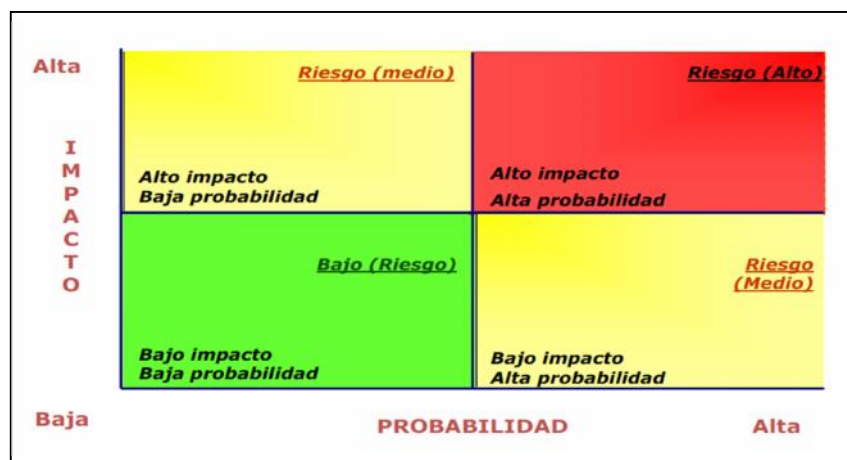 Alta
IMPACTO
Riesgo (medio)
Alto impacto
Baja probabilidad
Riesgo (Alto)
Alto impacto
Alta probabilidad
Bajo (Riesgo)
Bajo impacto
Baja probabilidad
Riesgo
(Medio)
Bajo impacto
Alta probabilidad
Baja
PROBABILIDAD
Alta